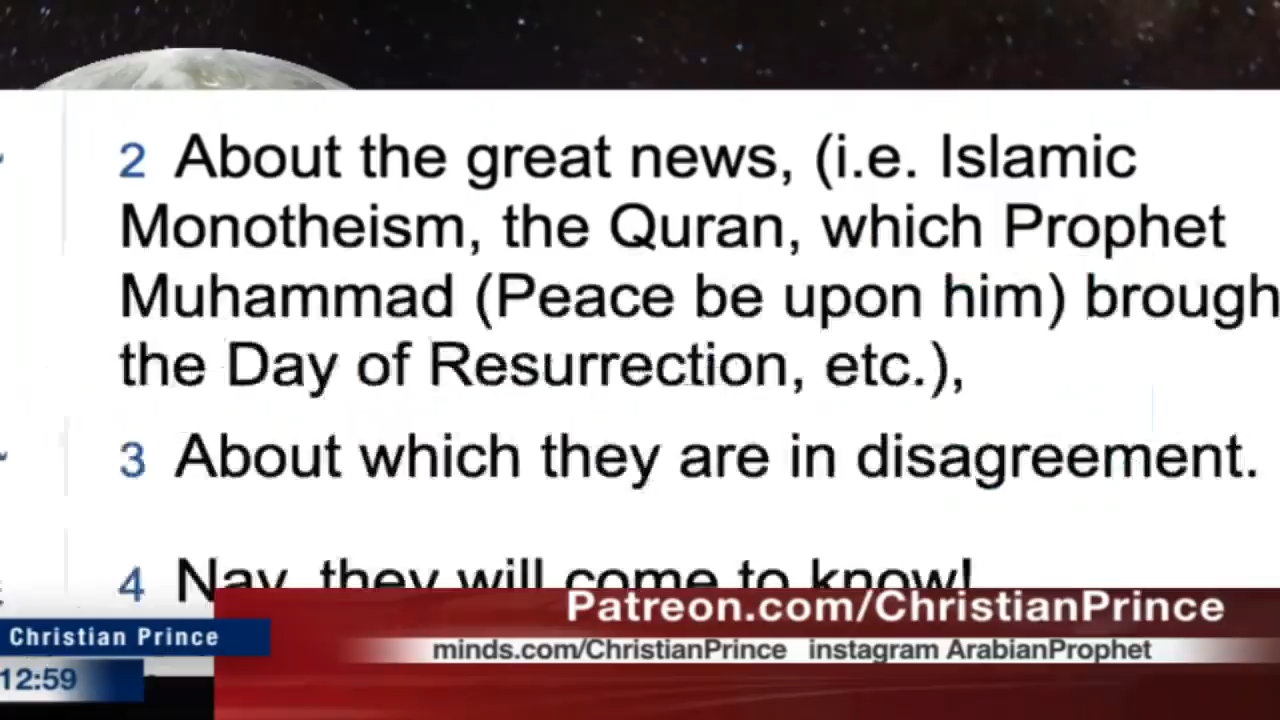 2 About the great news, (i.e. Islamic
Monotheism, the Quran, which Prophet
Muhammad (Peace be upon him) brough
the Day of Resurrection, etc.),
3 About which they are in disagreement.
4 Nay, they will come to know!
Patreon.com/ChristianPrince
Christian Prince
minds.com/ChristianPrince instagram ArabianProphet
12:59